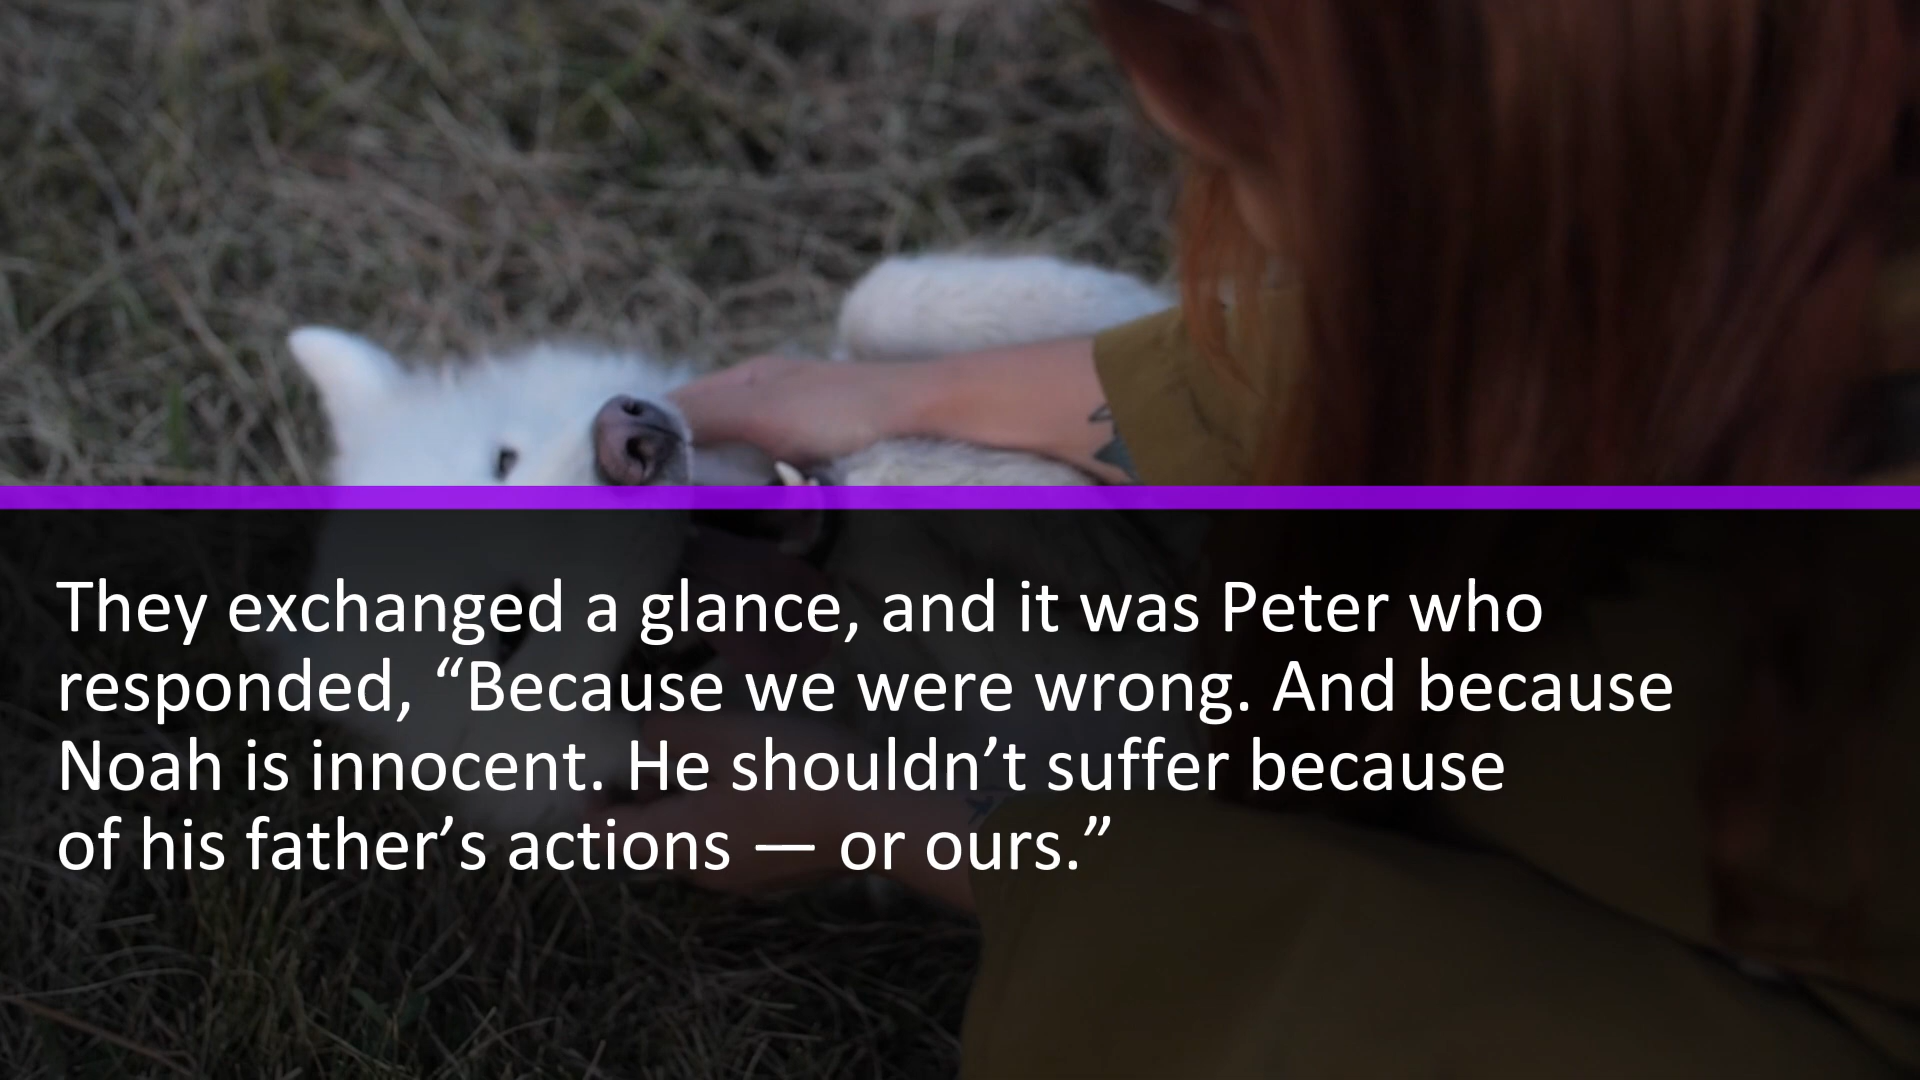 They exchanged a glance, and it was Peter who
responded, “Because we were wrong. And because
Noah is innocent. He shouldn’t suffer because
of his father’s actions — or ours.”